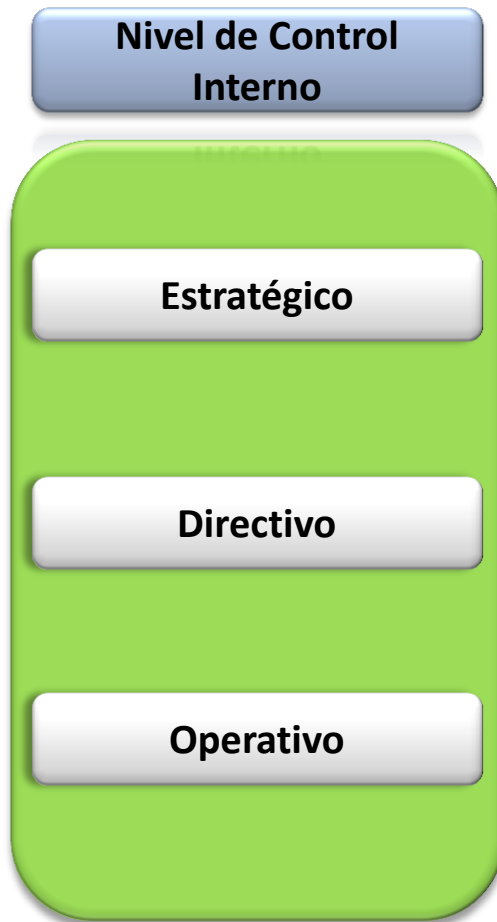 Nivel de Control
Interno
Estratégico
Directivo
Operativo